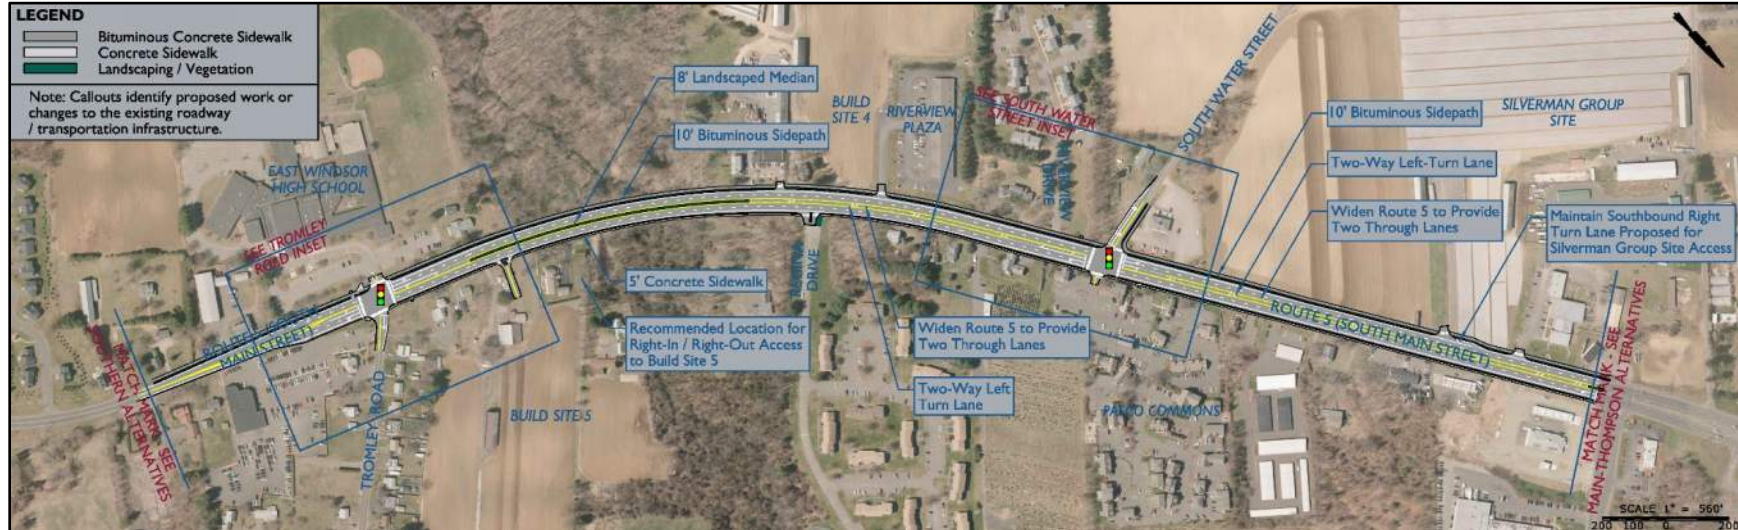 LEGEND
Bituminous Concrete Sidewalk
Concrete Sidewalk
Landscaping / Vegetation
Note: Callouts identify proposed work or
changes to the existing roadway
/ transportation infrastructure.
8' Landscaped Median
10' Bituminous Sidepath
BUILD
SITE 4
RIVERVIEW
PLAZA
SEE SOUTH WATER
STREET INSET
SOUTH WATER STREET
RIVERVIEW
DRIVE
10' Bituminous Sidepath
SILVERMAN GROUP
SITE
Two-Way Left-Turn Lane
Widen Route 5 to Provide
Two Through Lanes
Maintain Southbound Right
Turn Lane Proposed for
Silverman Group Site Access
EAST WINDSOR
HIGH SCHOOL
SEE TROMLEY
ROAD INSET
ROUTE 5
MAIN STREET)
MATCH MARK - SEE
SOUTHERN ALTERNATIVES
TROMLEY ROAD
BUILD SITE 5
5' Concrete Sidewalk
Recommended Location for
Right-In / Right-Out Access
to Build Site 5
DRIVE
Widen Route 5 to Provide
Two Through Lanes
Two-Way Left
Turn Lane
PASCO COMMONS
ROUTE 5 (SOUTH MAIN STREET)
MATCH MARK - SEE
MAIN-THOMPSON ALTERNATIVES
SCALE 1" = 560'
200 100 0 200